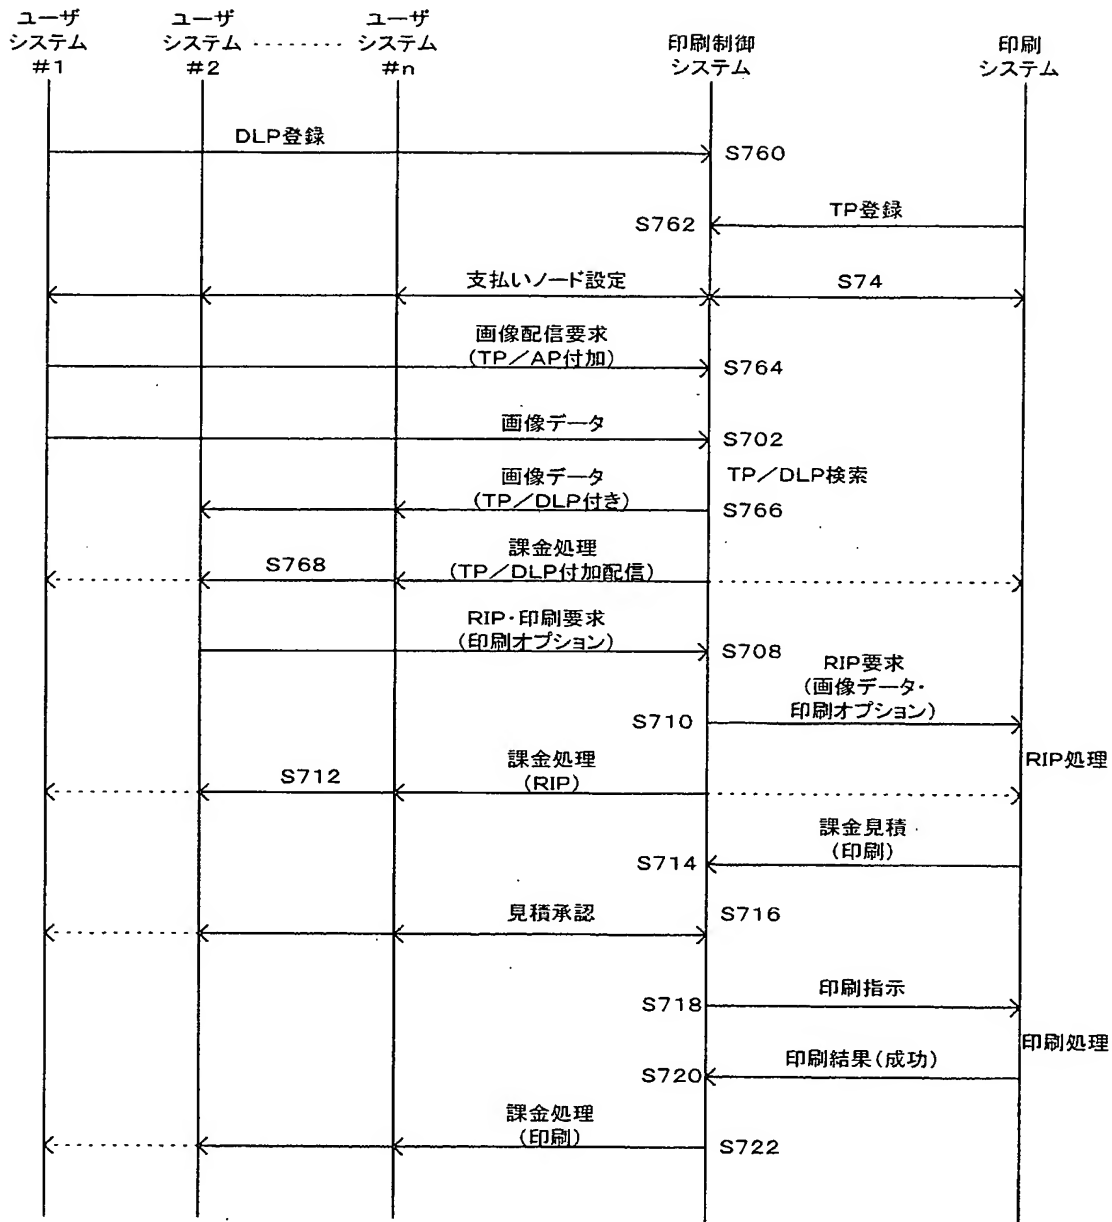 ユーザ
システム
#1
ユーザ
システム
#2
ユーザ
システム
#n
印刷制御
システム
印刷
システム
DLP登録
S760
TP登録
S762
支払いノード設定
S74
画像配信要求
(TP/AP付加)
S764
画像データ
S702
TP/DLP検索
画像データ
(TP/DLP付き)
S766
課金処理
(TP/DLP付加配信)
S768
RIP・印刷要求
(印刷オプション)
S708
RIP要求
(画像データ・
印刷オプション)
S710
RIP処理
課金処理
(RIP)
S712
課金見積
(印刷)
S714
見積承認
S716
印刷指示
S718
印刷処理
印刷結果(成功)
S720
課金処理
(印刷)
S722